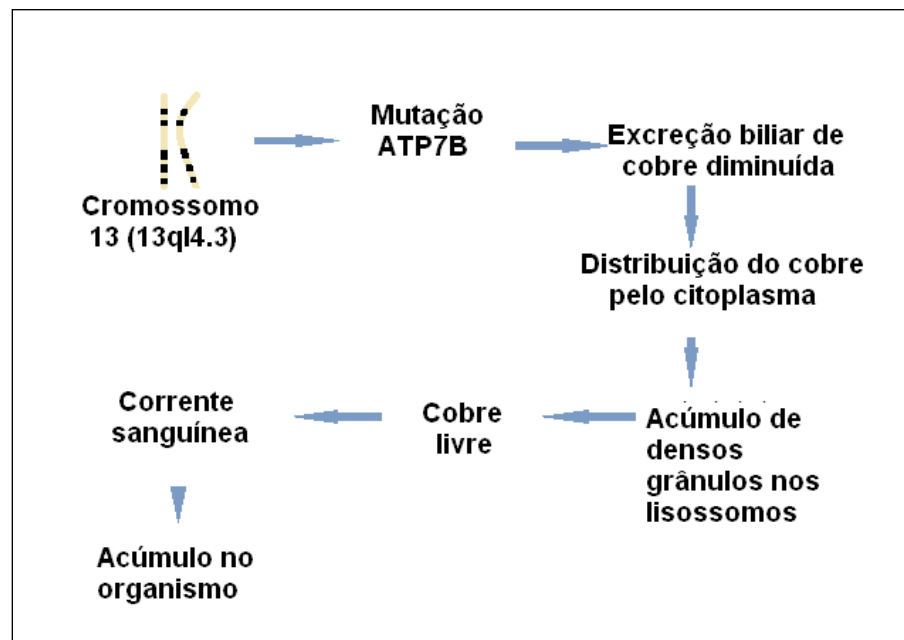 Cromossomo
13 (13ql4.3)
Mutação
ATP7B
Excreção biliar de
cobre diminuída
Distribuição do cobre
pelo citoplasma
Acúmulo de
densos
grânulos nos
lisossomos
Cobre
livre
Corrente
sanguínea
Acúmulo no
organismo